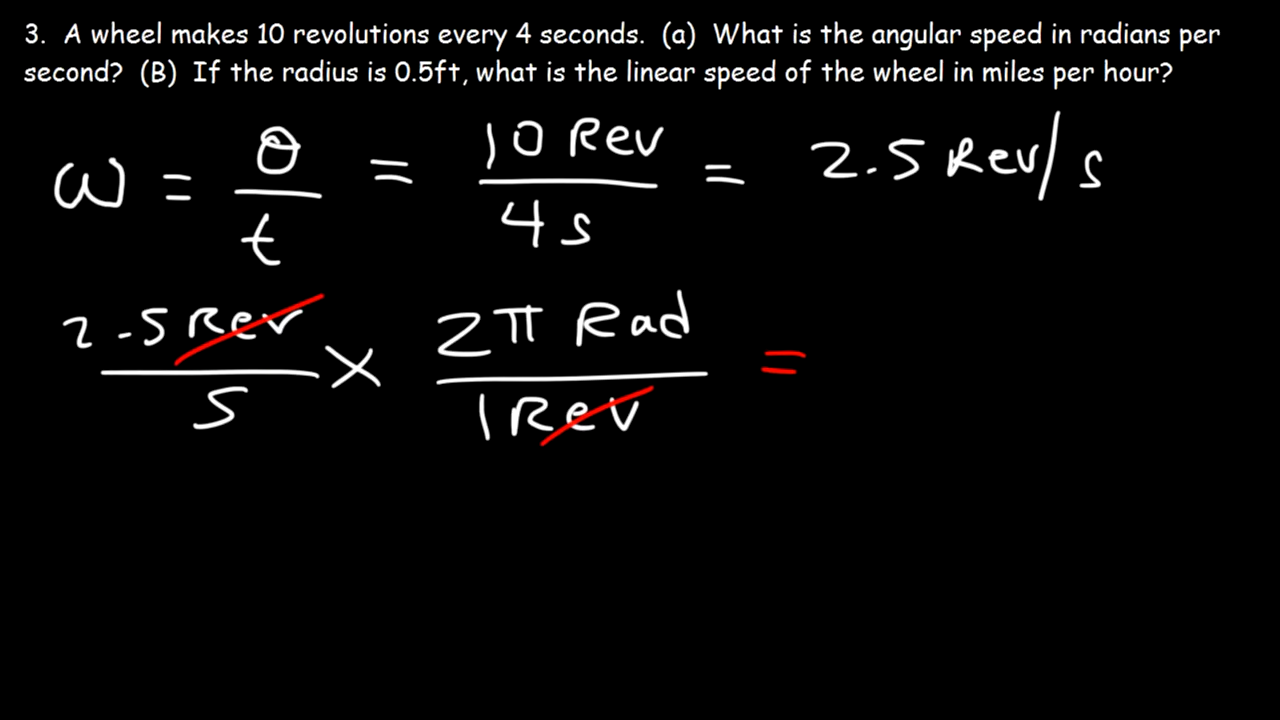 3. A wheel makes 10 revolutions every 4 seconds. (a) What is the angular speed in radians per
second? (B) If the radius is 0.5ft, what is the linear speed of the wheel in miles per hour?
ω = θ/t = 10 Rev/4 s = 2.5 Rev/s
2.5 Rev/s × 2π Rad/1 Rev =